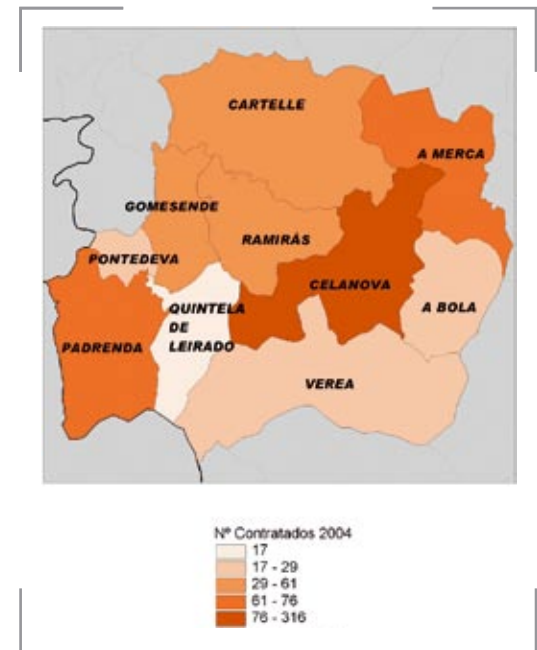 CARTELLE
A MERCA
GOMESENDE
RAMIRÁS
PONTEDEVA
CELANOVA
QUINTELA
DE
LEIRADO
A BOLA
PADRENDA
VEREA
Nº Contratados 2004
17
17 - 29
29 - 61
61 - 76
76 - 316